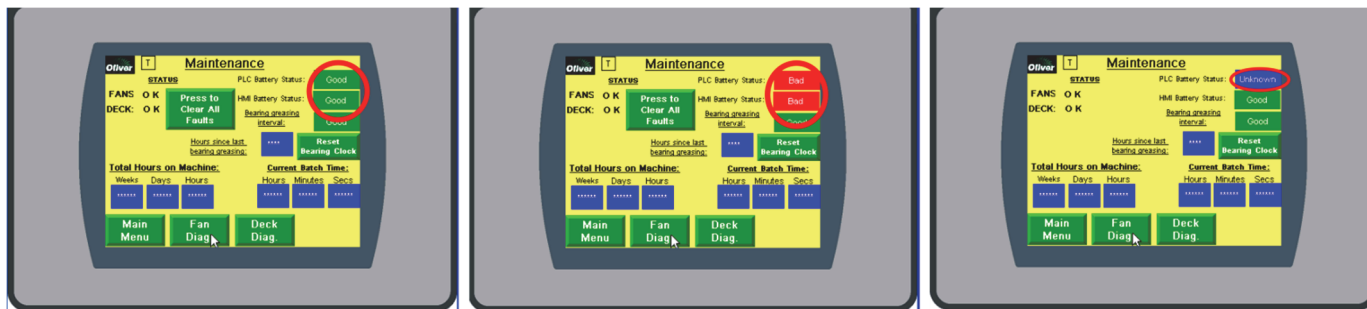 Oliver T Maintenance
STATUS PLC Battery Status: Good
FANS OK
DECK: OK
Press to Clear All Faults
HMI Battery Status: Good
Bearing greasing interval: Good
Hours since last bearing greasing: ....
Reset Bearing Clock
Total Hours on Machine:
Weeks Days Hours
...... ...... ......
Current Batch Time:
Hours Minutes Secs
...... ...... ......
Main Menu
Fan Diag.
Deck Diag.
Oliver T Maintenance
STATUS PLC Battery Status: Bad
FANS OK
DECK: OK
Press to Clear All Faults
HMI Battery Status: Bad
Bearing greasing interval: Good
Hours since last bearing greasing: ....
Reset Bearing Clock
Total Hours on Machine:
Weeks Days Hours
...... ...... ......
Current Batch Time:
Hours Minutes Secs
...... ...... ......
Main Menu
Fan Diag.
Deck Diag.
Oliver T Maintenance
STATUS PLC Battery Status: Unknown
FANS OK
DECK: OK
Press to Clear All Faults
HMI Battery Status: Good
Bearing greasing interval: Good
Hours since last bearing greasing: ....
Reset Bearing Clock
Total Hours on Machine:
Weeks Days Hours
...... ...... ......
Current Batch Time:
Hours Minutes Secs
...... ...... ......
Main Menu
Fan Diag.
Deck Diag.